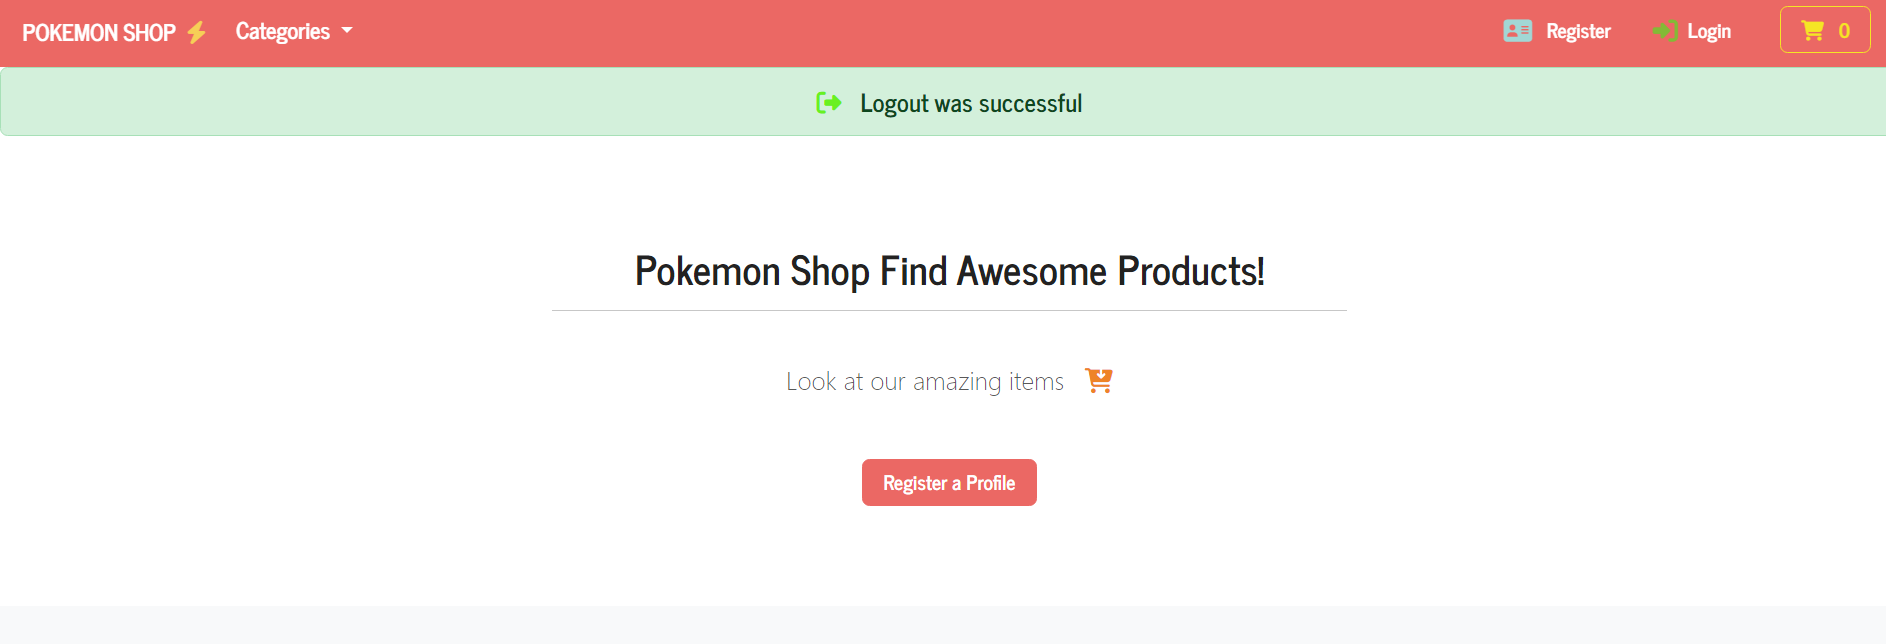 POKEMON SHOP Categories Register Login 0
Logout was successful
Pokemon Shop Find Awesome Products!
Look at our amazing items
Register a Profile